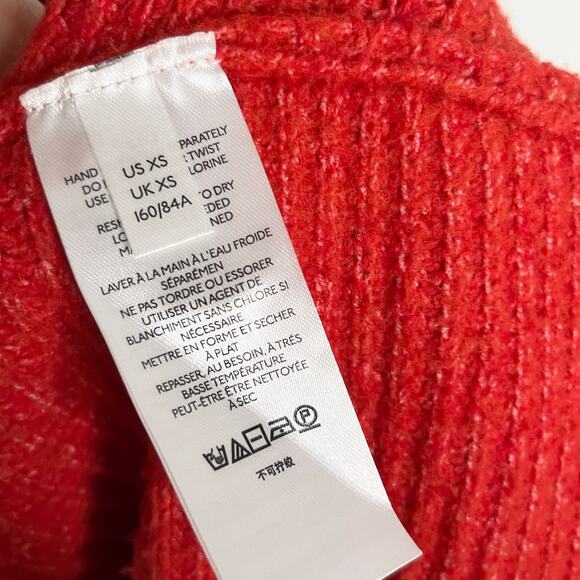 PARATELY
HAND
US XS
TWIST
DO
UK XS
LORINE
USE
160/84A
TO DRY
RES
EDED
LO
NED
M
LAVER À LA MAIN À L'EAU FROIDE
SÉPARÉMEN
NE PAS TORDRE OU ESSORER
UTILISER UN AGENT DE
BLANCHIMENT SANS CHLORE.SI
NÉCESSAIRE
METTRE EN FORME ET SECHER
À PLAT
REPASSER, AU BESOIN, À TRÈS
BASSE TEMPÉRATURE
PEUT-ÊTRE ÊTRE NETTOYÉE
À SEC
不可拧绞